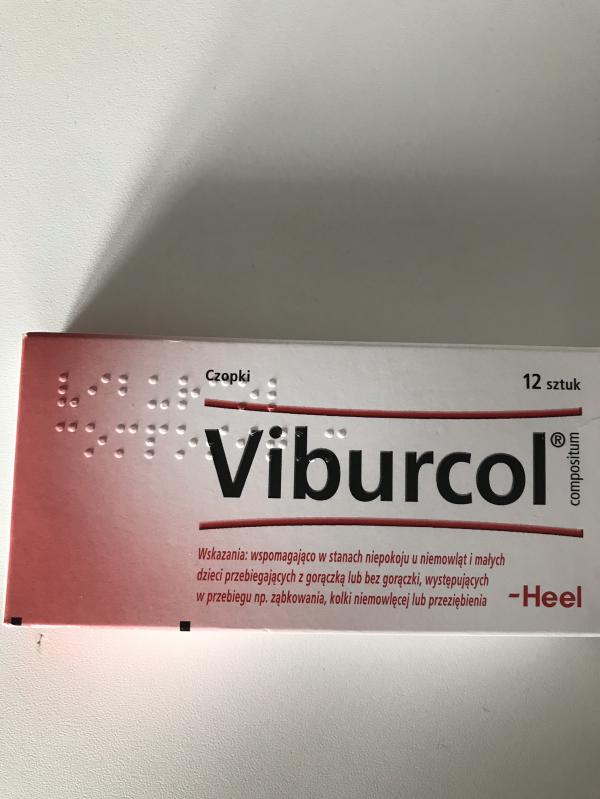 Czopki
12 sztuk
Viburcol®
compositum
Wskazania: wspomagająco w stanach niepokoju u niemowląt i małych
dzieci przebiegających z gorączką lub bez gorączki, występujących
w przebiegu np. ząbkowania, kolki niemowlęcej lub przeziębienia
-Heel